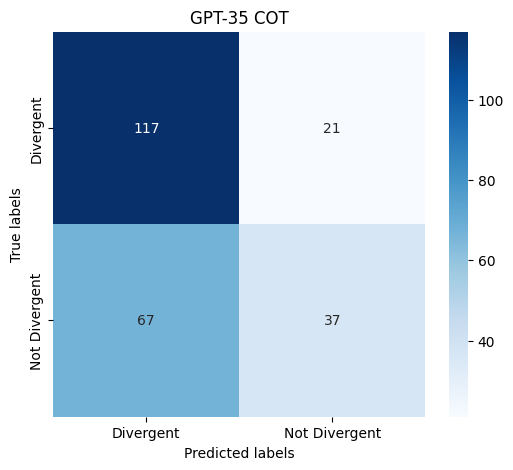 GPT-35 COT
Divergent
117
21
100
80
True labels
60
Not Divergent
67
37
40
Divergent
Not Divergent
Predicted labels